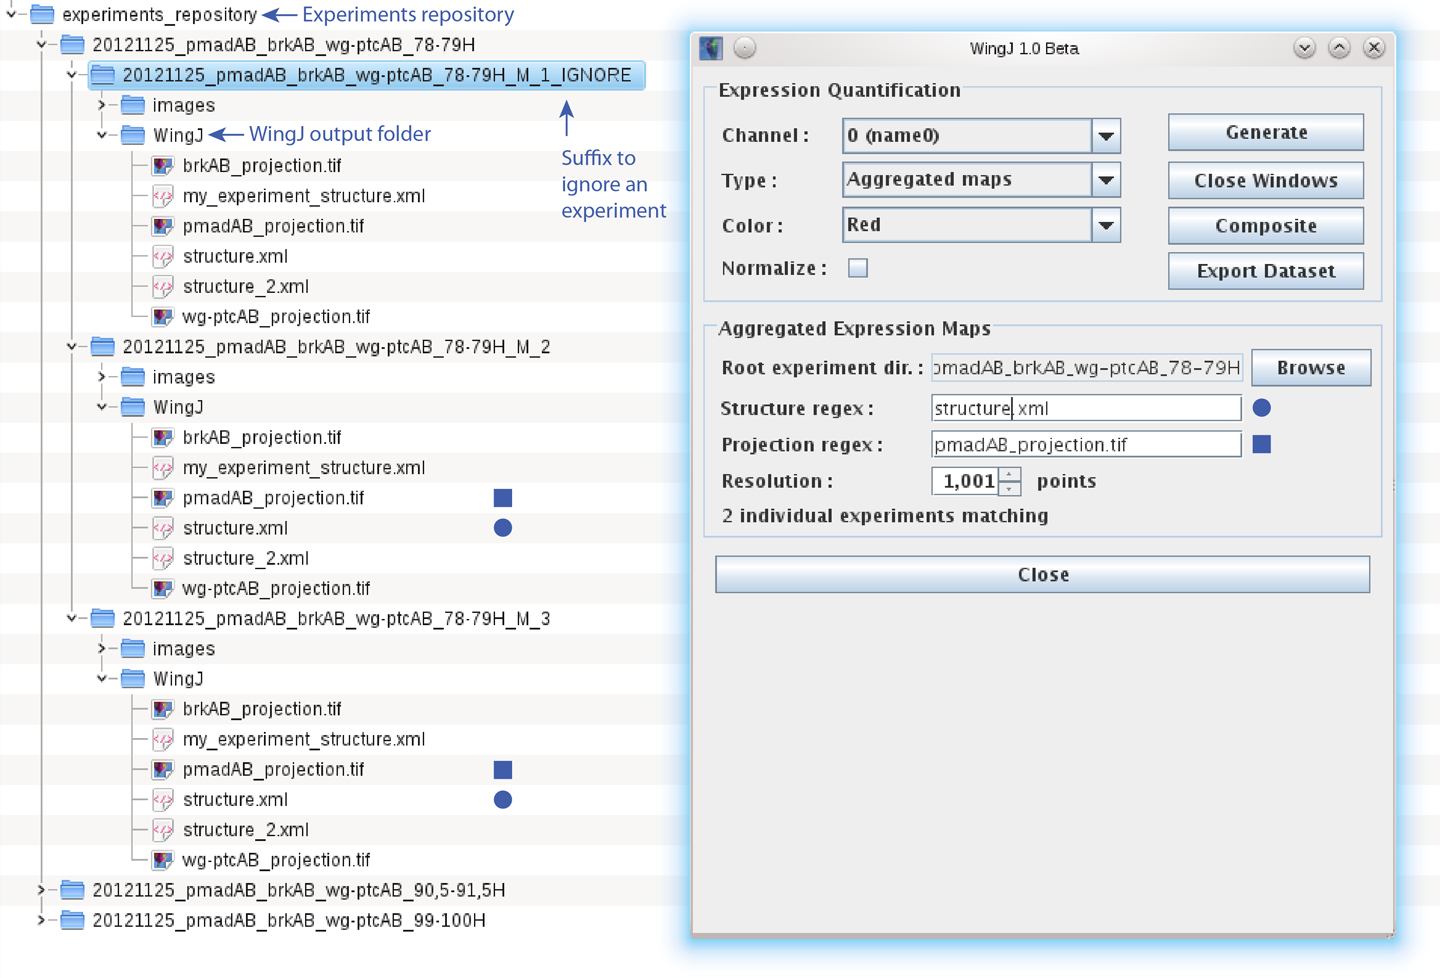 experiments_repository
Experiments repository
20121125_pmadAB_brkAB_wg-ptcAB_78-79H
20121125_pmadAB_brkAB_wg-ptcAB_78-79H_M_1_IGNORE
images
WingJ
WingJ output folder
brkAB_projection.tif
my_experiment_structure.xml
pmadAB_projection.tif
structure.xml
structure_2.xml
wg-ptcAB_projection.tif
Suffix to
ignore an
experiment
20121125_pmadAB_brkAB_wg-ptcAB_78-79H_M_2
images
WingJ
brkAB_projection.tif
my_experiment_structure.xml
pmadAB_projection.tif
structure.xml
structure_2.xml
wg-ptcAB_projection.tif
20121125_pmadAB_brkAB_wg-ptcAB_78-79H_M_3
images
WingJ
brkAB_projection.tif
my_experiment_structure.xml
pmadAB_projection.tif
structure.xml
structure_2.xml
wg-ptcAB_projection.tif
20121125_pmadAB_brkAB_wg-ptcAB_90,5-91,5H
20121125_pmadAB_brkAB_wg-ptcAB_99-100H
WingJ 1.0 Beta
Expression Quantification
Channel : 0 (name0) Generate
Type : Aggregated maps Close Windows
Color : Red Composite
Normalize : Export Dataset
Aggregated Expression Maps
Root experiment dir. : pmadAB_brkAB_wg-ptcAB_78-79H Browse
Structure regex : structure.xml
Projection regex : pmadAB_projection.tif
Resolution : 1,001 points
2 individual experiments matching
Close